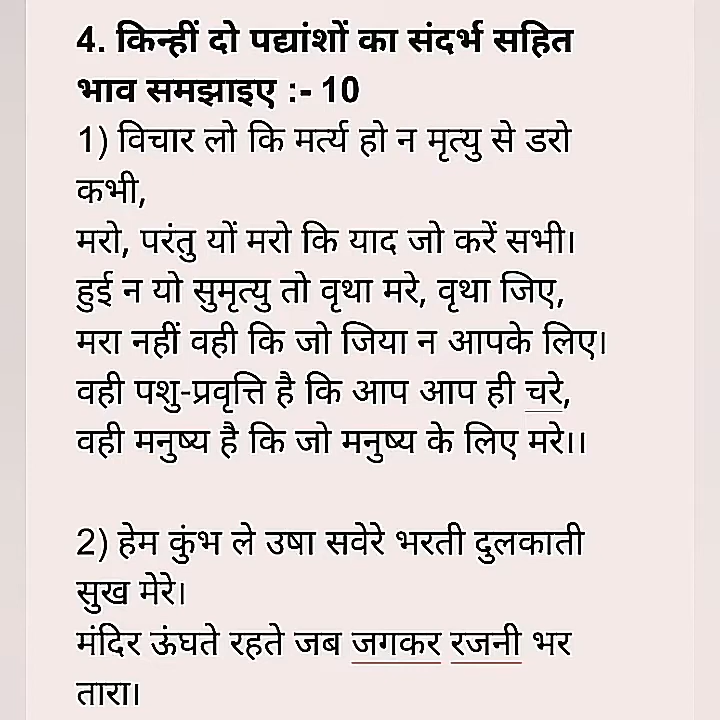 4. किन्हीं दो पद्यांशों का संदर्भ सहित
भाव समझाइए :- 10
1) विचार लो कि मर्त्य हो न मृत्यु से डरो
कभी,
मरो, परंतु यों मरो कि याद जो करें सभी।
हुई न यो सुमृत्यु तो वृथा मरे, वृथा जिए,
मरा नहीं वही कि जो जिया न आपके लिए।
वही पशु-प्रवृत्ति है कि आप आप ही चरे,
वही मनुष्य है कि जो मनुष्य के लिए मरे।।
2) हेम कुंभ ले उषा सवेरे भरती दुलकाती
सुख मेरे।
मंदिर ऊंघते रहते जब जगकर रजनी भर
तारा।